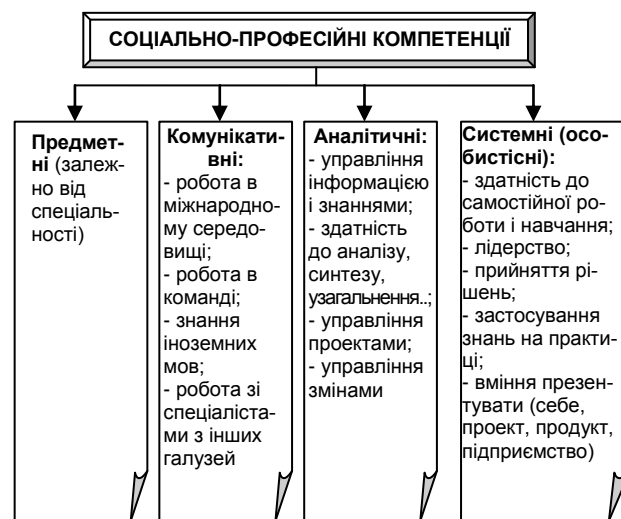 СОЦІАЛЬНО-ПРОФЕСІЙНІ КОМПЕТЕНЦІЇ
Предмет-
ні (залеж-
но від
спеціаль-
ності)
Комунікати-
вні:
- робота в
міжнародно-
му середо-
вищі;
- робота в
команді;
- знання
іноземних
мов;
- робота зі
спеціаліста-
ми з інших
галузей
Аналітичні:
- управління
інформацією
і знаннями;
- здатність
до аналізу,
синтезу,
узагальнення..;
- управління
проектами;
- управління
змінами
Системні (осо-
бистісні):
- здатність до
самостійної ро-
боти і навчання;
- лідерство;
- прийняття рі-
шень;
- застосування
знань на практи-
ці;
- вміння презен-
тувати (себе,
проект, продукт,
підприємство)